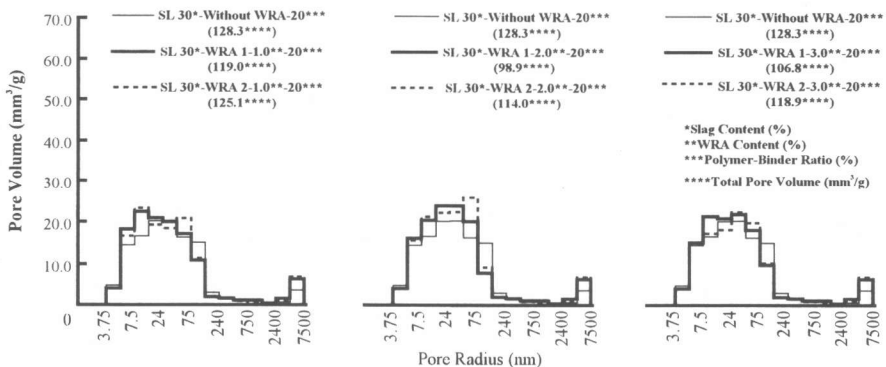 Pore Volume (mm³/g)
70.0
60.0
50.0
40.0
30.0
20.0
10.0
0
SL 30*-Without WRA-20***
(128.3****)
SL 30*-WRA 1-1.0**-20***
(119.0****)
SL 30*-WRA 2-1.0**-20***
(125.1****)
3.75
7.5
24
75
240
2400
7500
SL 30*-Without WRA-20***
(128.3****)
SL 30*-WRA 1-2.0**-20***
(98.9****)
SL 30*-WRA 2-2.0**-20***
(114.0****)
3.75
7.5
24
75
240
2400
7500
SL 30*-Without WRA-20***
(128.3****)
SL 30*-WRA 1-3.0**-20***
(106.8****)
SL 30*-WRA 2-3.0**-20***
(118.9****)
*Slag Content (%)
**WRA Content (%)
***Polymer-Binder Ratio (%)
****Total Pore Volume (mm³/g)
3.75
7.5
24
75
240
2400
7500
Pore Radius (nm)